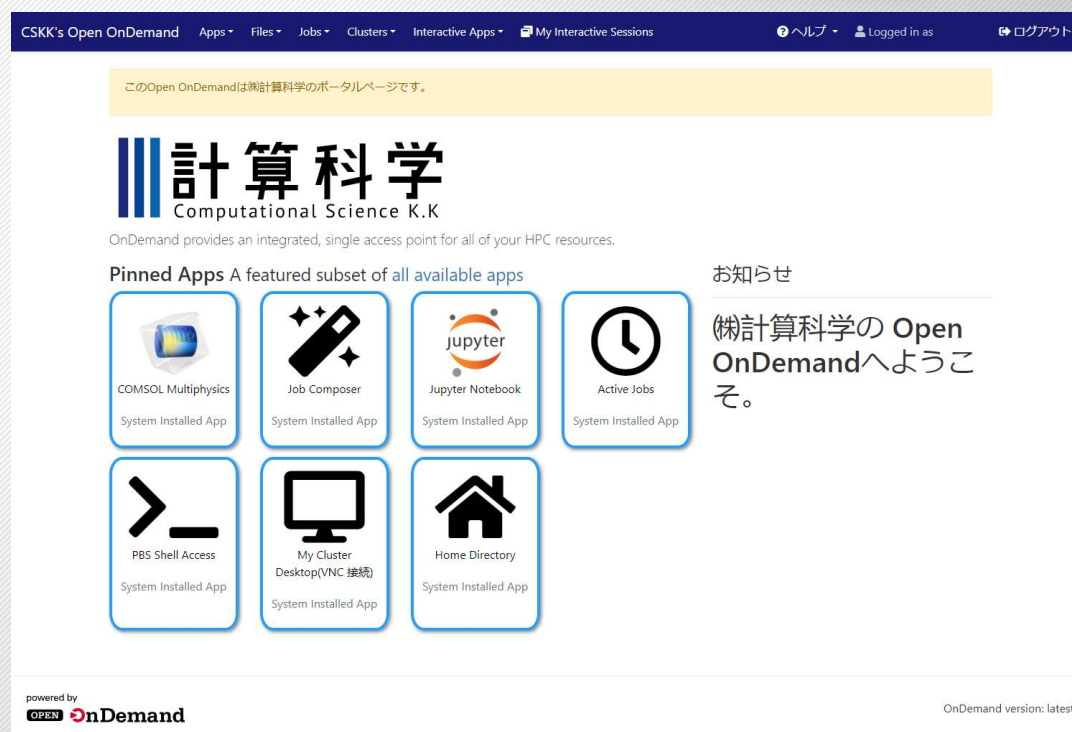 CSKK's Open OnDemand Apps Files Jobs Clusters Interactive Apps My Interactive Sessions ヘルプ Logged in as ログアウト
このOpen OnDemandは㈱計算科学のポータルページです。
計算科学
Computational Science K.K
OnDemand provides an integrated, single access point for all of your HPC resources.
Pinned Apps A featured subset of all available apps
COMSOL Multiphysics
System Installed App
Job Composer
System Installed App
jupyter
Jupyter Notebook
System Installed App
Active Jobs
System Installed App
PBS Shell Access
System Installed App
My Cluster
Desktop(VNC 接続)
System Installed App
Home Directory
System Installed App
お知らせ
㈱計算科学の Open
OnDemandへようこ
そ。
powered by
OPEN OnDemand
OnDemand version: latest